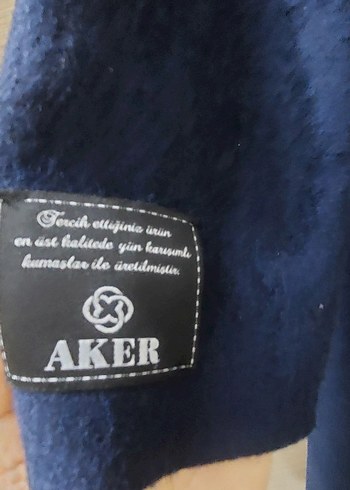 Tercih ettiğiniz ürün
en üst kalitede yün karışımlı
kumaşlar ile üretilmiştir.
AKER